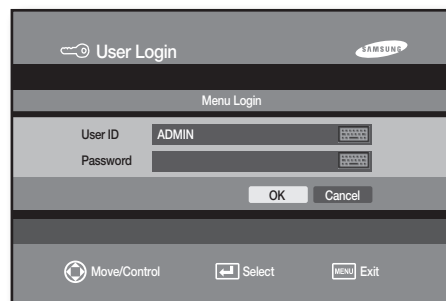 User Login
SAMSUNG
Menu Login
User ID ADMIN
Password
OK Cancel
Move/Control Select MENU Exit